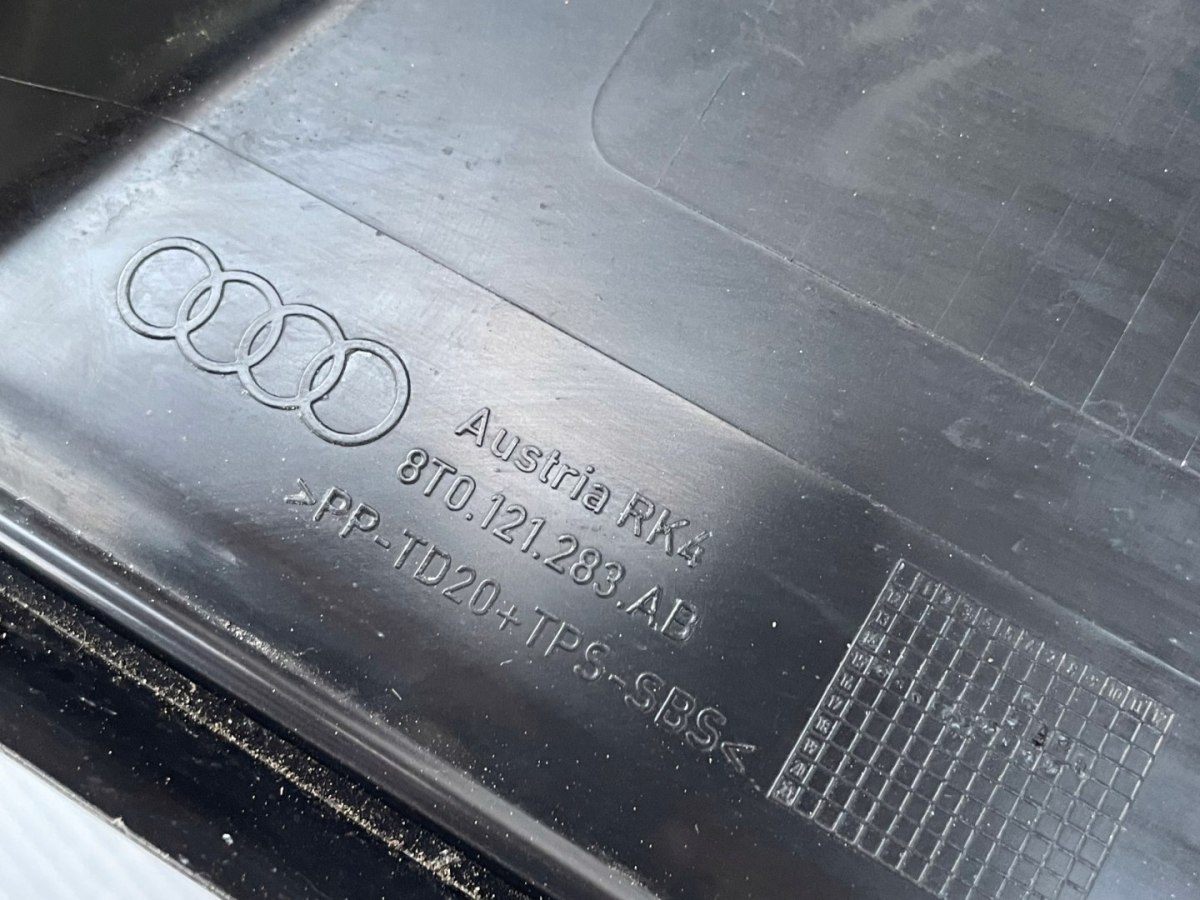 Austria RK4
8T0.121.283.AB
>PP-TD20+TPS-SBS<